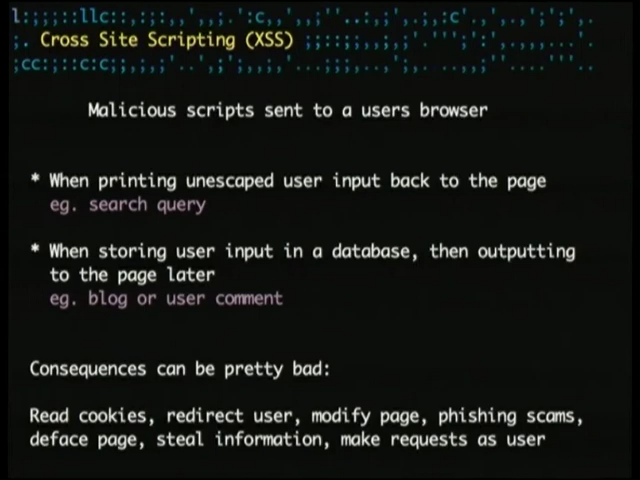 Cross Site Scripting (XSS)
Malicious scripts sent to a users browser
* When printing unescaped user input back to the page
eg. search query
* When storing user input in a database, then outputting
to the page later
eg. blog or user comment
Consequences can be pretty bad:
Read cookies, redirect user, modify page, phishing scams,
deface page, steal information, make requests as user